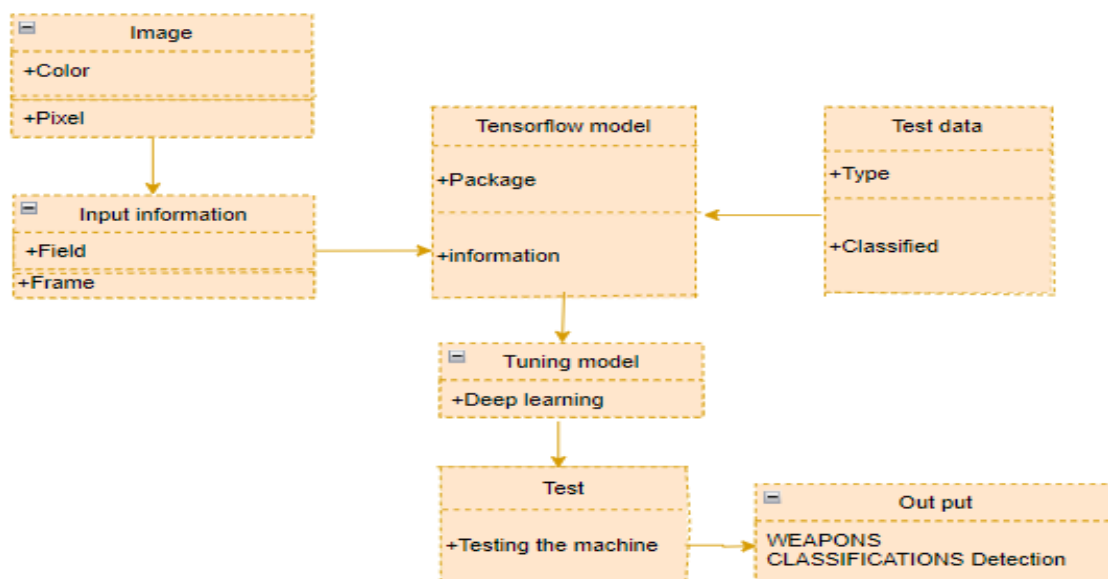 Image
+Color
+Pixel
Input information
+Field
+Frame
Tensorflow model
+Package
+information
Test data
+Type
+Classified
Tuning model
+Deep learning
Test
+Testing the machine
Out put
WEAPONS
CLASSIFICATIONS Detection